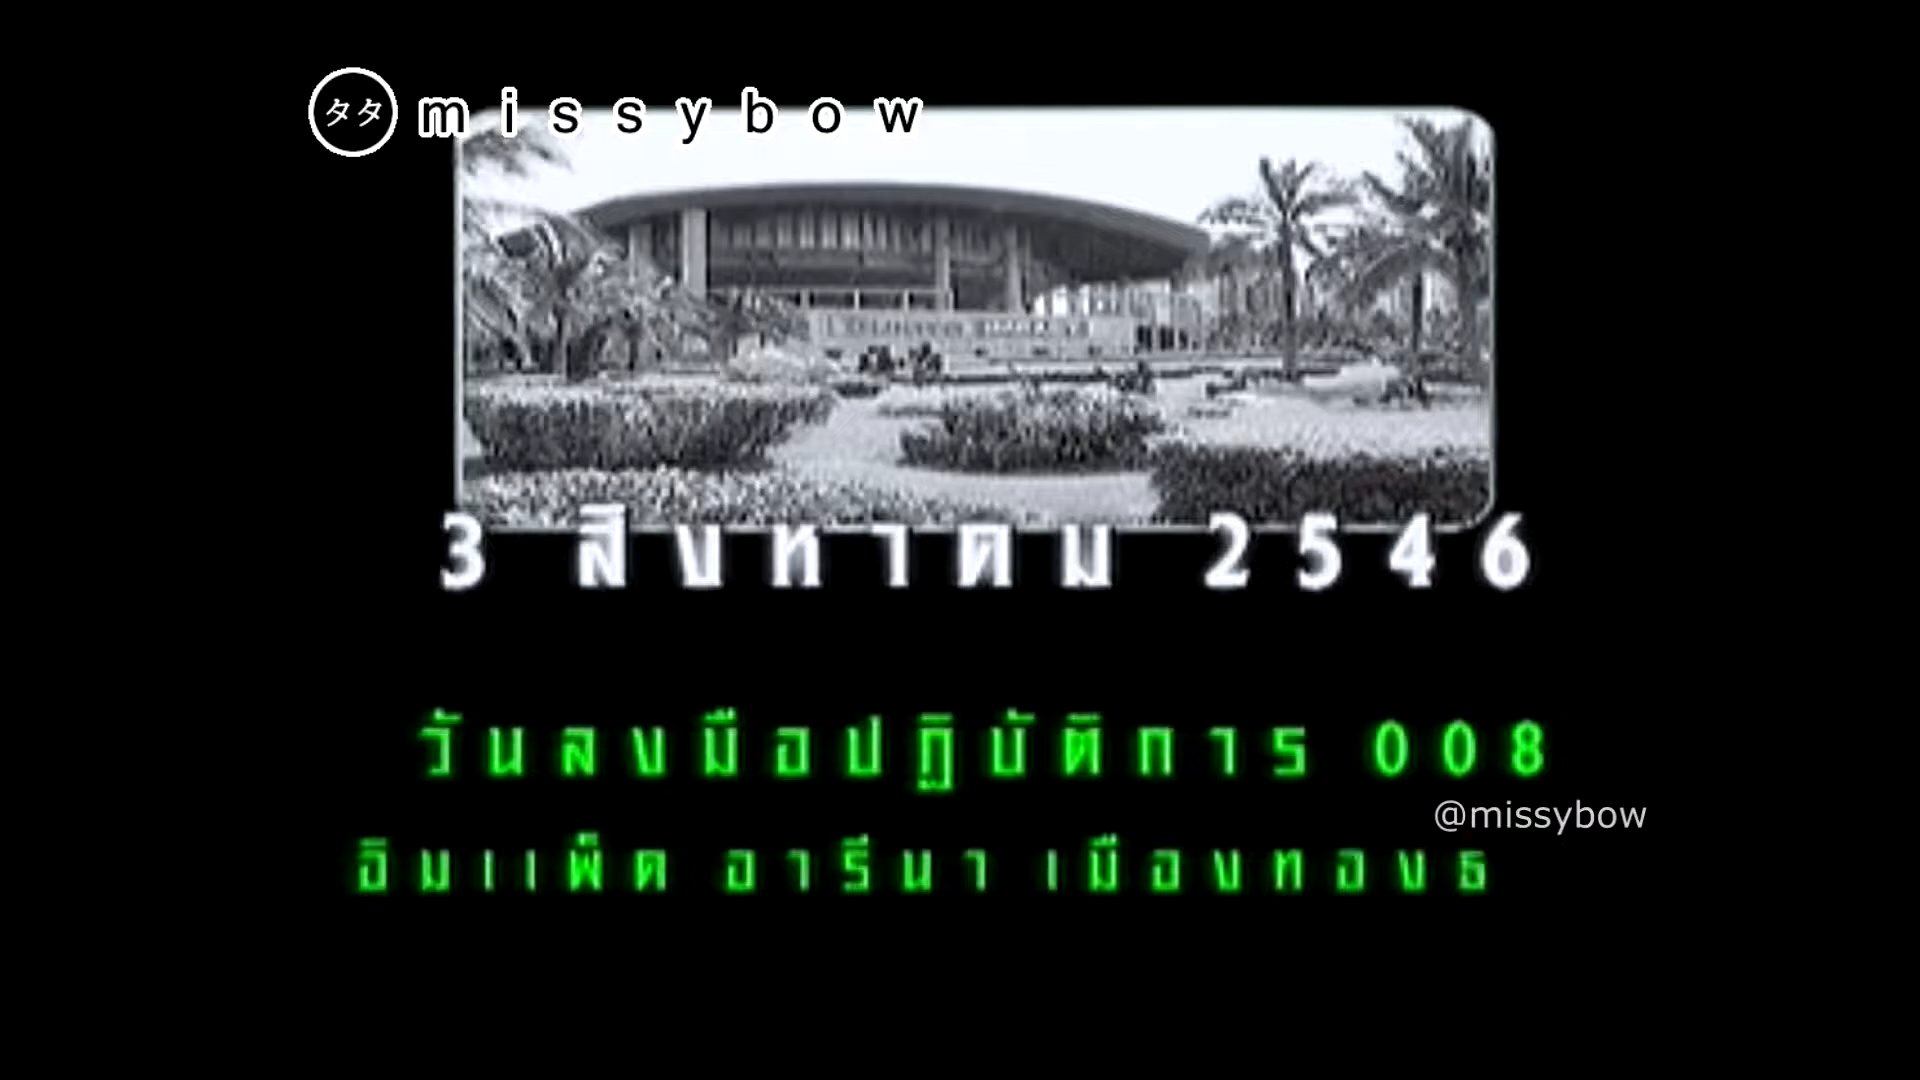 タタ missybow
3 สิงหาคม 2546
วันลงมือปฏิบัติการ 008
@missybow
อิมแพ็ค อารีนา เมืองทองธ